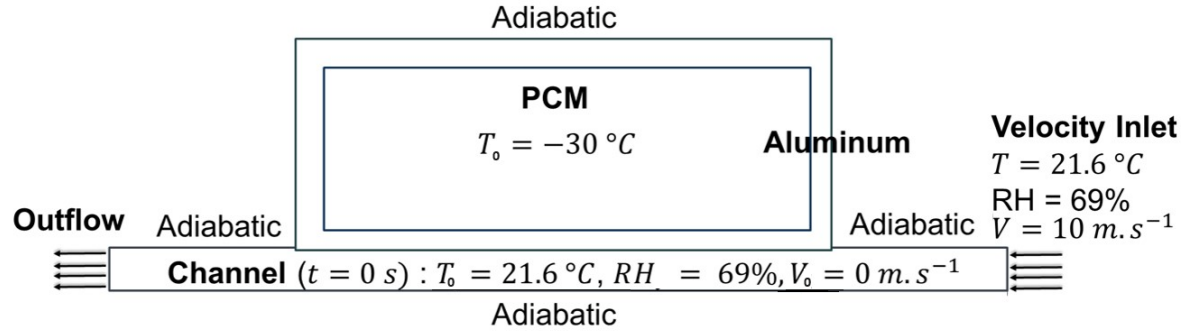 Adiabatic
PCM
T₀ = −30 °C
Aluminum
Velocity Inlet
T = 21.6 °C
RH = 69%
V = 10 m.s⁻¹
Outflow
Adiabatic
Adiabatic
Channel (t = 0 s) : T₀ = 21.6 °C, RH = 69%, V₀ = 0 m.s⁻¹
Adiabatic